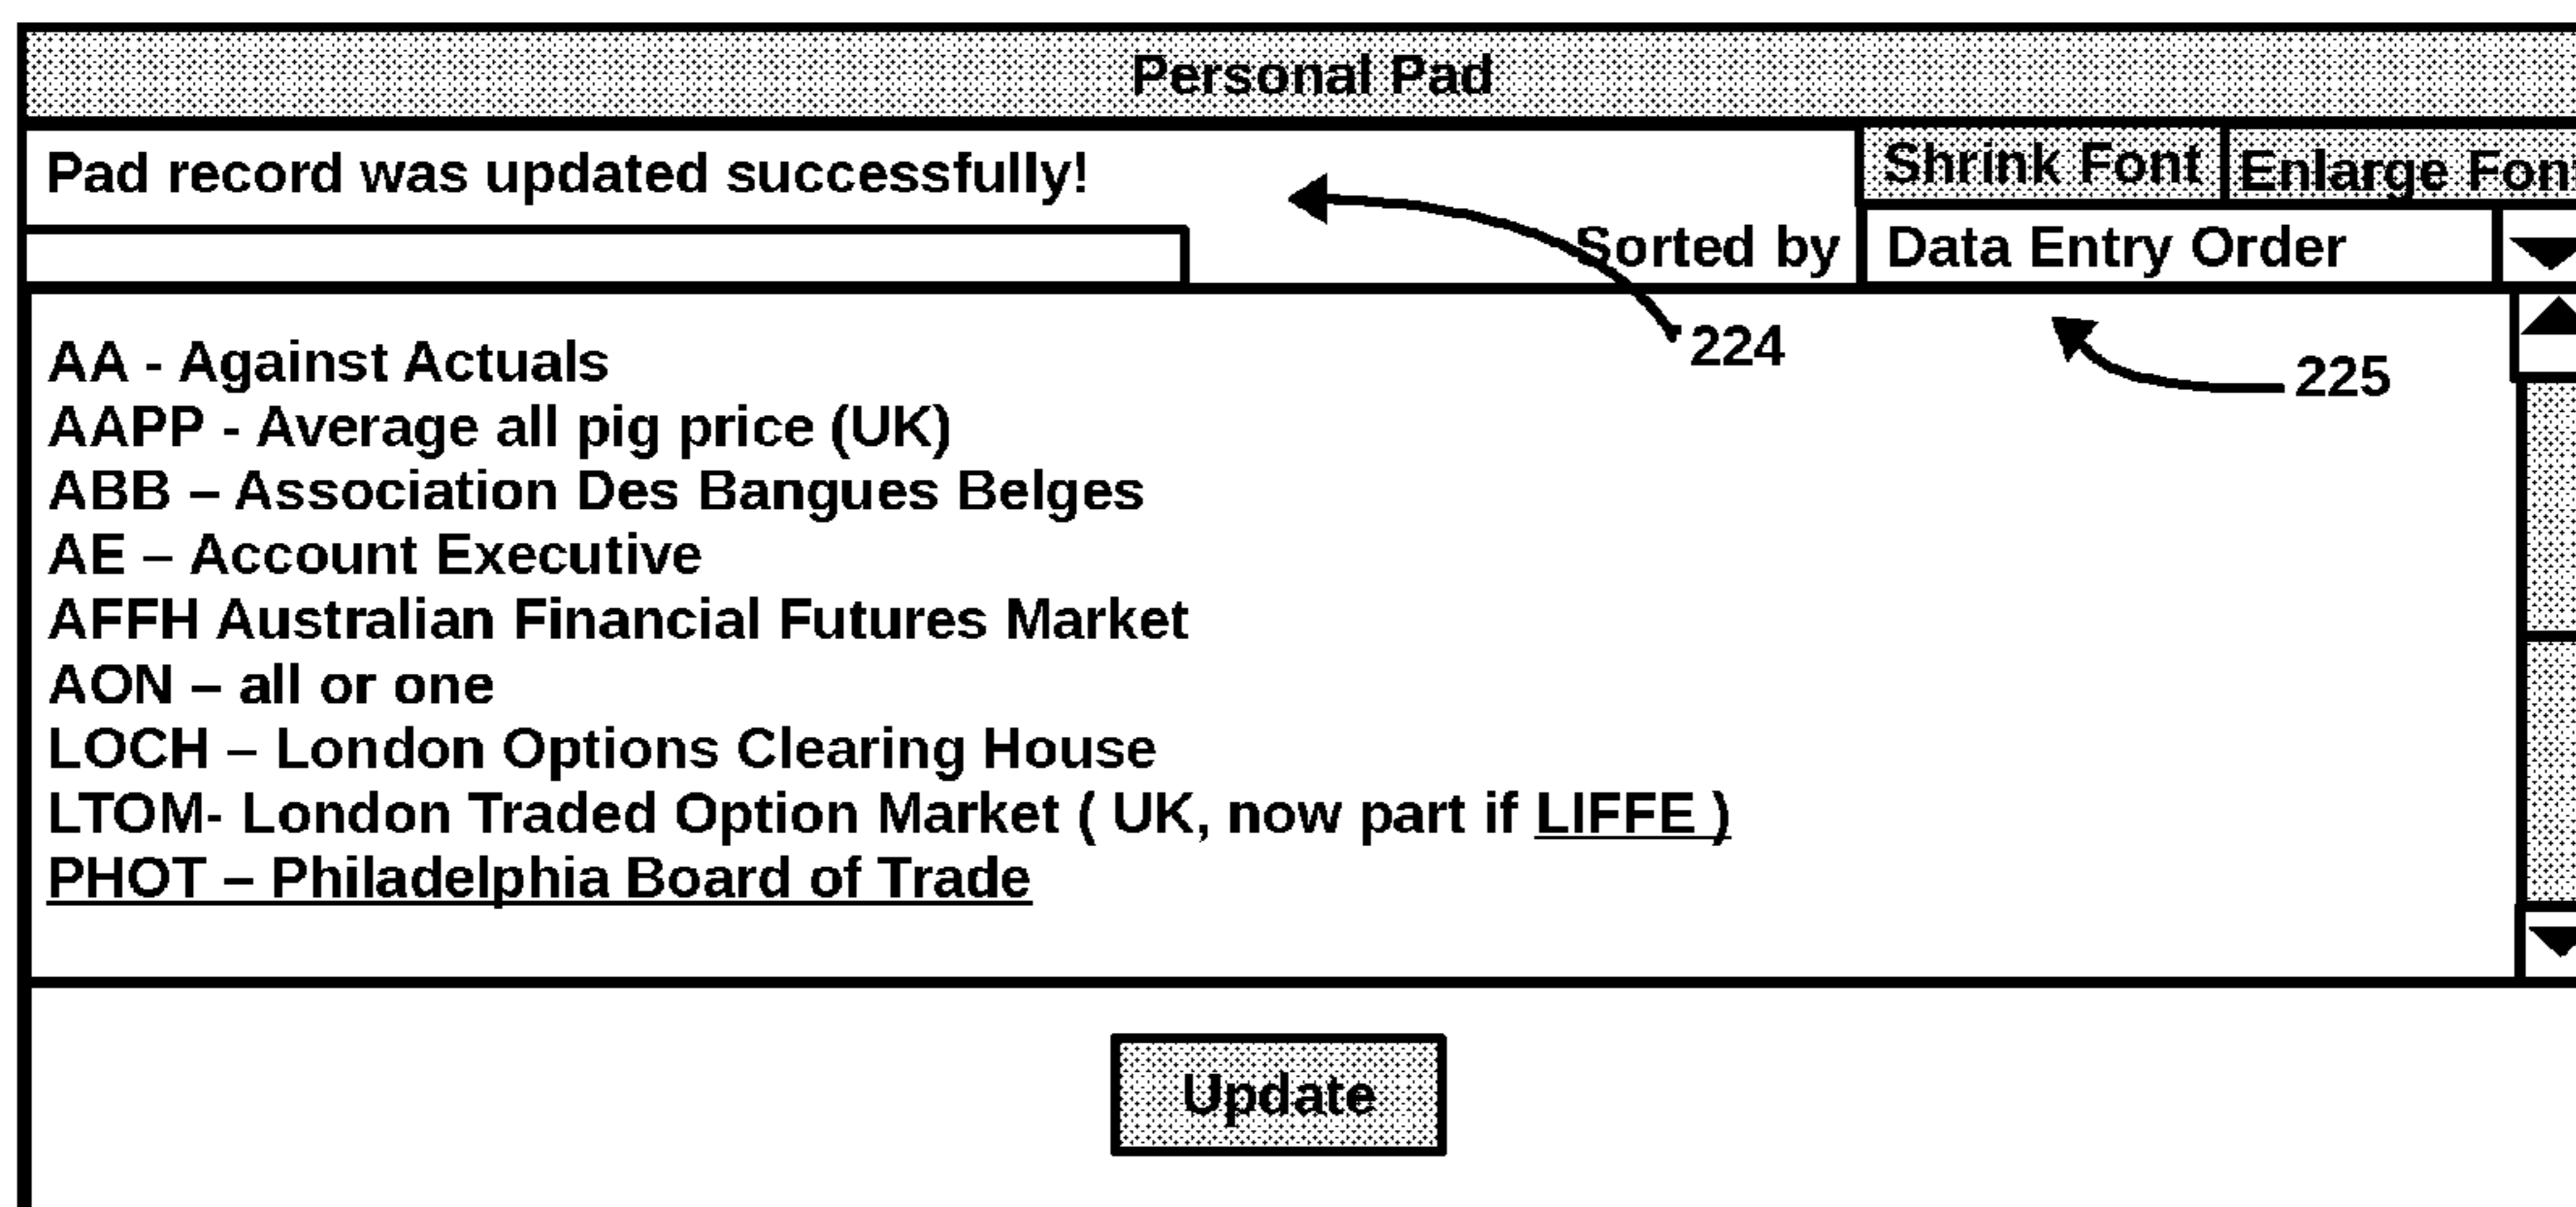 Personal Pad
Pad record was updated successfully!
Shrink Font
Enlarge Font
Sorted by
Data Entry Order
224
225
AA - Against Actuals
AAPP - Average all pig price (UK)
ABB – Association Des Bangues Belges
AE – Account Executive
AFFH Australian Financial Futures Market
AON – all or one
LOCH – London Options Clearing House
LTOM- London Traded Option Market ( UK, now part if LIFFE )
PHOT – Philadelphia Board of Trade
Update